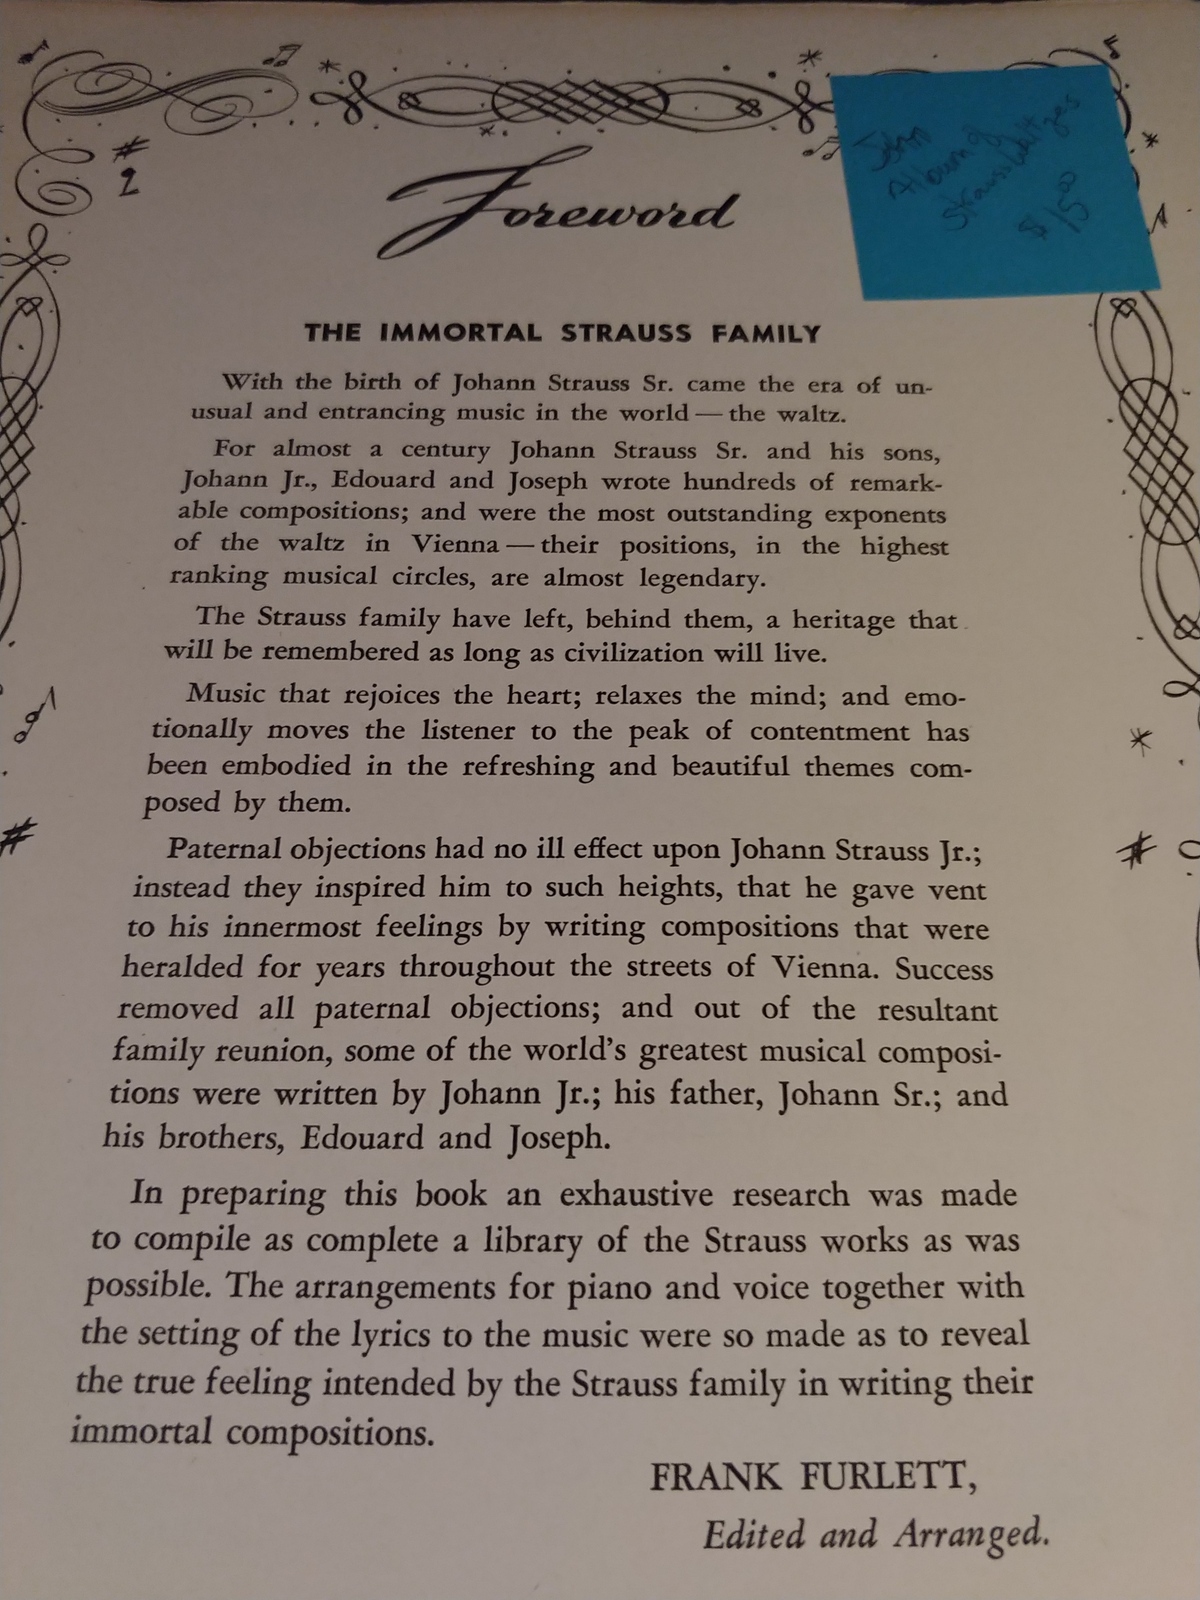 Foreword
John
Album of
Strauss Waltzes
$ 15.00
THE IMMORTAL STRAUSS FAMILY
With the birth of Johann Strauss Sr. came the era of un-
usual and entrancing music in the world — the waltz.
For almost a century Johann Strauss Sr. and his sons,
Johann Jr., Edouard and Joseph wrote hundreds of remark-
able compositions; and were the most outstanding exponents
of the waltz in Vienna — their positions, in the highest
ranking musical circles, are almost legendary.
The Strauss family have left, behind them, a heritage that
will be remembered as long as civilization will live.
Music that rejoices the heart; relaxes the mind; and emo-
tionally moves the listener to the peak of contentment has
been embodied in the refreshing and beautiful themes com-
posed by them.
Paternal objections had no ill effect upon Johann Strauss Jr.;
instead they inspired him to such heights, that he gave vent
to his innermost feelings by writing compositions that were
heralded for years throughout the streets of Vienna. Success
removed all paternal objections; and out of the resultant
family reunion, some of the world's greatest musical composi-
tions were written by Johann Jr.; his father, Johann Sr.; and
his brothers, Edouard and Joseph.
In preparing this book an exhaustive research was made
to compile as complete a library of the Strauss works as was
possible. The arrangements for piano and voice together with
the setting of the lyrics to the music were so made as to reveal
the true feeling intended by the Strauss family in writing their
immortal compositions.
FRANK FURLETT,
Edited and Arranged.